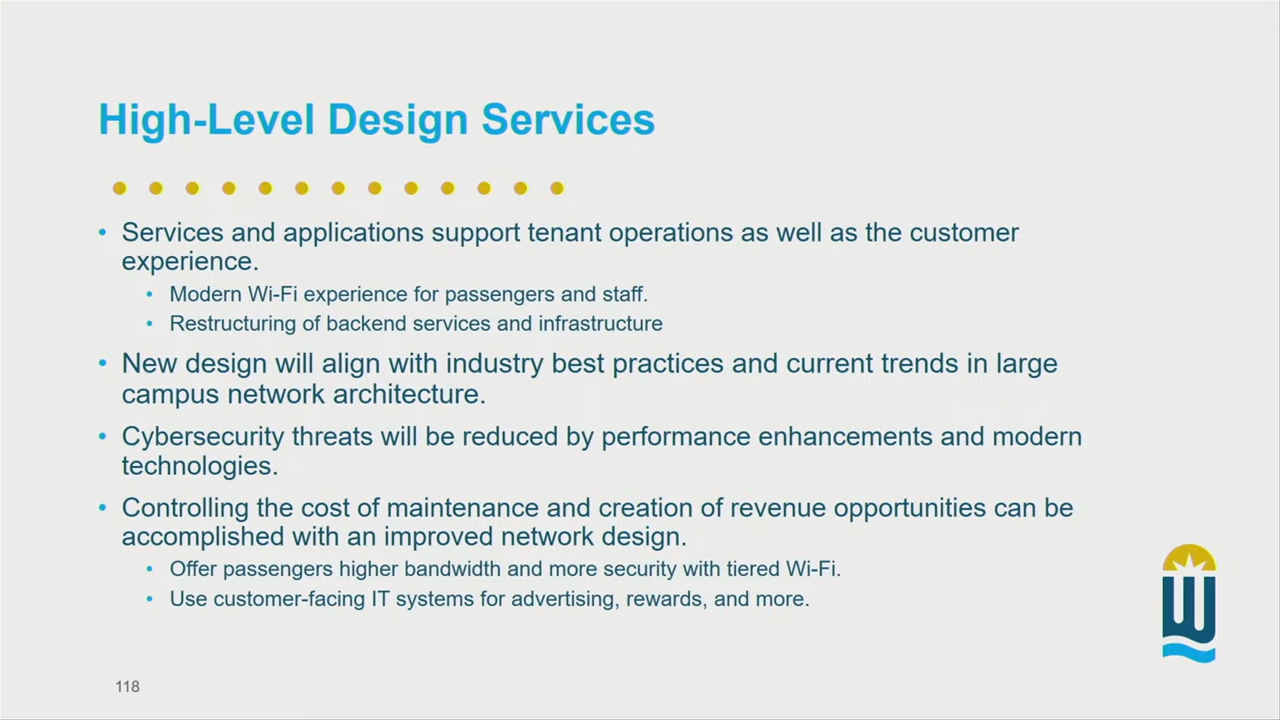 High-Level Design Services
• Services and applications support tenant operations as well as the customer
experience.
• Modern Wi-Fi experience for passengers and staff.
• Restructuring of backend services and infrastructure
• New design will align with industry best practices and current trends in large
campus network architecture.
• Cybersecurity threats will be reduced by performance enhancements and modern
technologies.
• Controlling the cost of maintenance and creation of revenue opportunities can be
accomplished with an improved network design.
• Offer passengers higher bandwidth and more security with tiered Wi-Fi.
• Use customer-facing IT systems for advertising, rewards, and more.
W
118